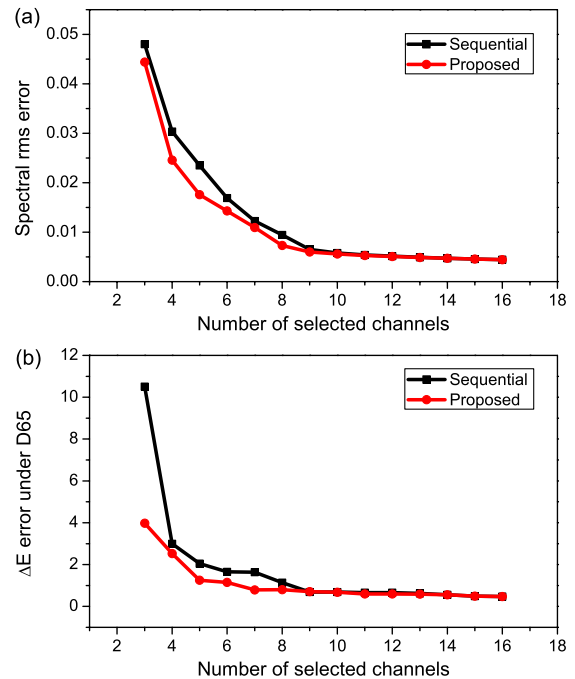 (a)
0.05
0.04
0.03
0.02
0.01
0.00
Spectral rms error
Sequential
Proposed
2 4 6 8 10 12 14 16 18
Number of selected channels
(b)
12
10
8
6
4
2
0
ΔE error under D65
Sequential
Proposed
2 4 6 8 10 12 14 16 18
Number of selected channels